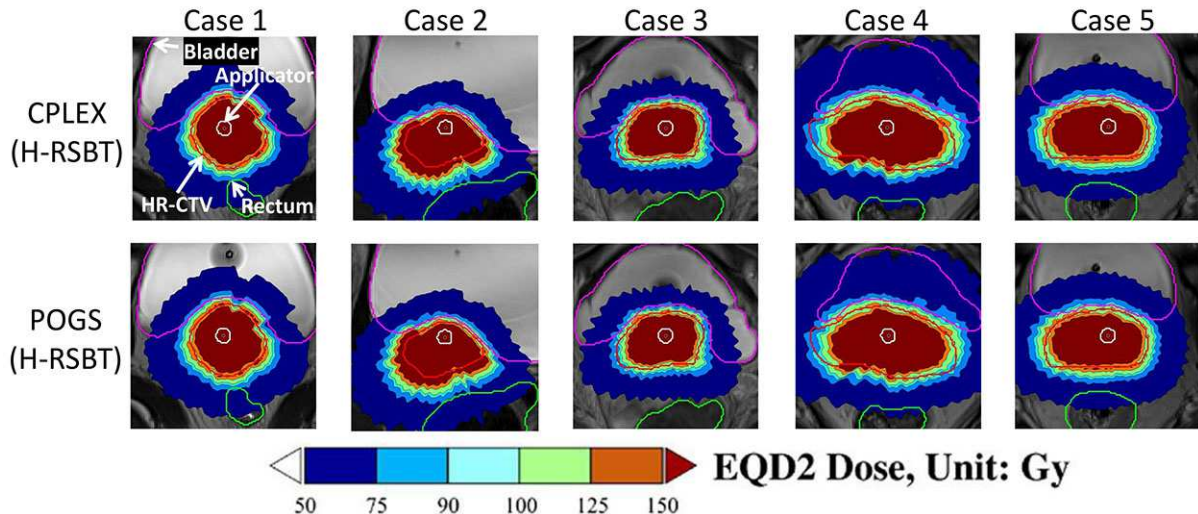 Case 1 Case 2 Case 3 Case 4 Case 5
CPLEX
(H-RSBT)
Bladder
Applicator
HR-CTV
Rectum
POGS
(H-RSBT)
EQD2 Dose, Unit: Gy
50 75 90 100 125 150